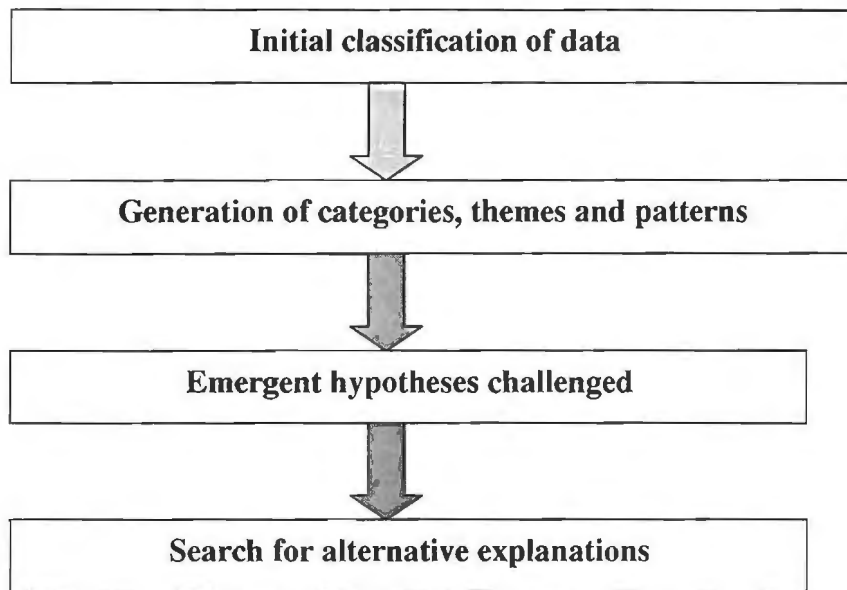 Initial classification of data
Generation of categories, themes and patterns
Emergent hypotheses challenged
Search for alternative explanations